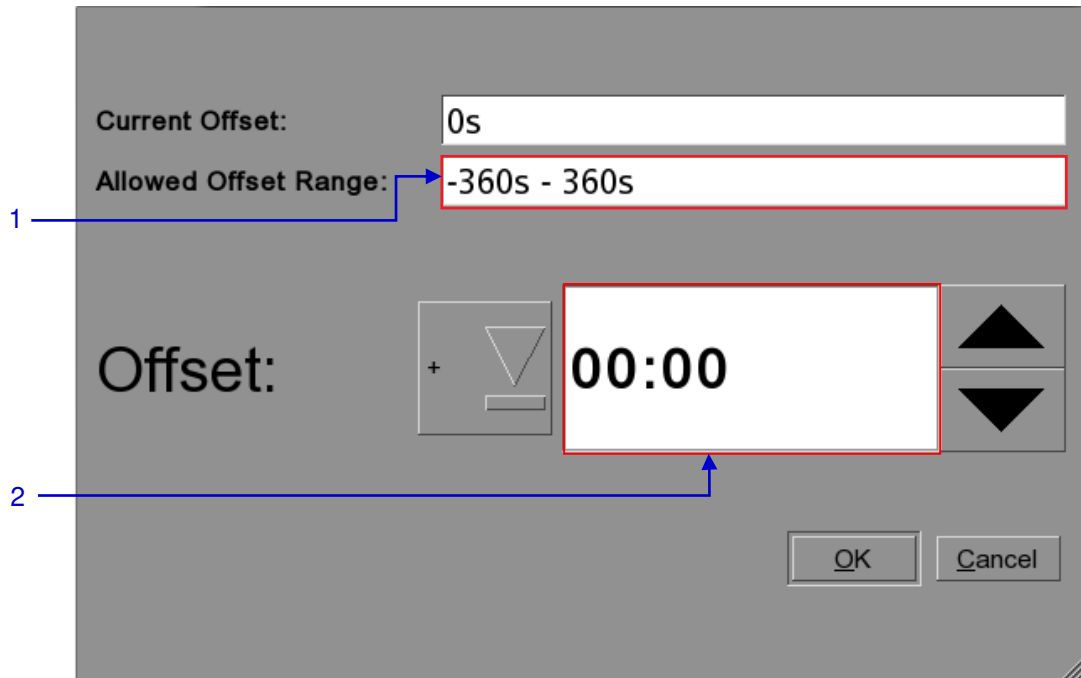 Current Offset: 0s
Allowed Offset Range: -360s - 360s
1
Offset: + 00:00
2
OK Cancel